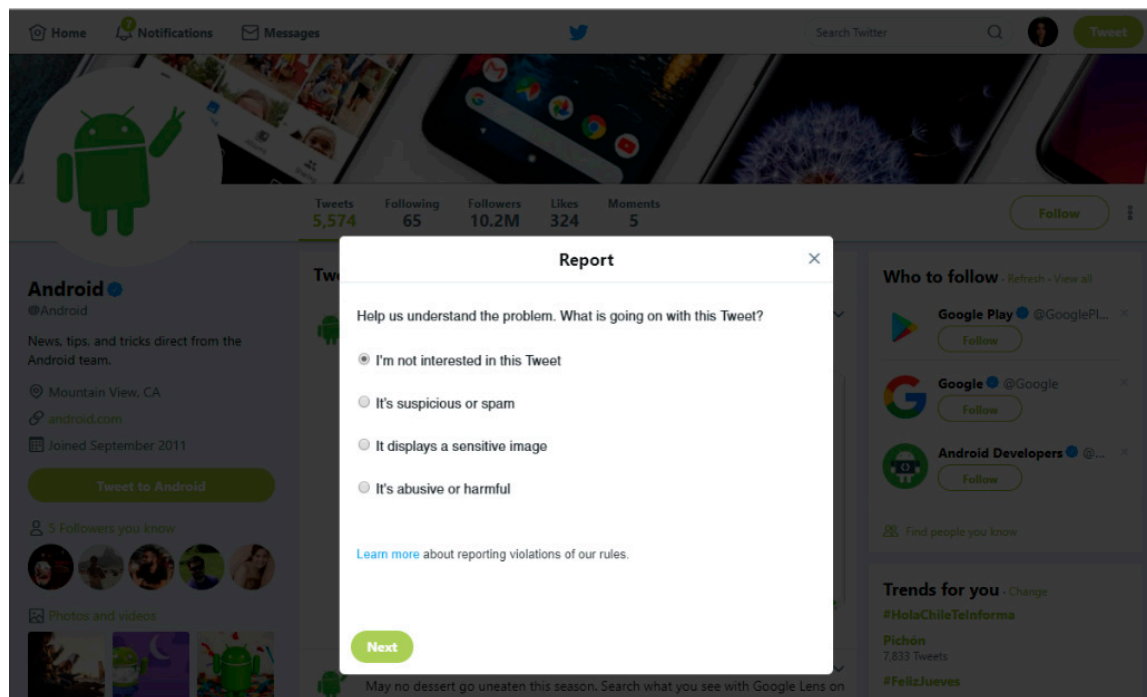 Home
7
Notifications
Messages
Search Twitter
Tweet
Tweets
5,574
Following
65
Followers
10.2M
Likes
324
Moments
5
Follow
Android
@Android
News, tips, and tricks direct from the
Android team.
Mountain View, CA
android.com
Joined September 2011
Tweet to Android
5 Followers you know
Photos and videos
Report
Help us understand the problem. What is going on with this Tweet?
I'm not interested in this Tweet
It's suspicious or spam
It displays a sensitive image
It's abusive or harmful
Learn more about reporting violations of our rules.
Next
May no dessert go uneaten this season. Search what you see with Google Lens on
Who to follow · Refresh · View all
Google Play @GooglePl...
Follow
Google @Google
Follow
Android Developers @...
Follow
Find people you know
Trends for you · Change
#HolaChileTeInforma
Pichón
7,833 Tweets
#FelizJueves